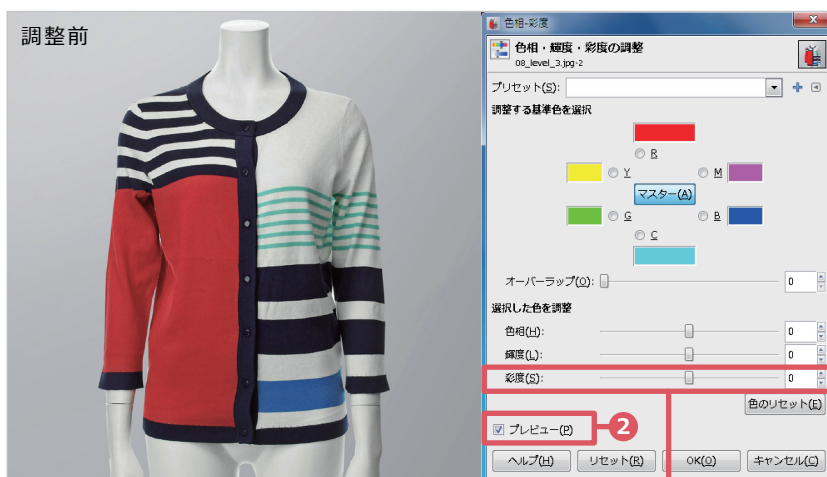 調整前
色相-彩度
色相・輝度・彩度の調整
08_level_3.jpg-2
プリセット(S):
調整する基準色を選択
R
Y
M
マスター(A)
G
B
C
オーバーラップ(O):
0
選択した色を調整
色相(H):
0
輝度(L):
0
彩度(S):
0
色のリセット(E)
プレビュー(P)
2
ヘルプ(H)
リセット(R)
OK(O)
キャンセル(C)